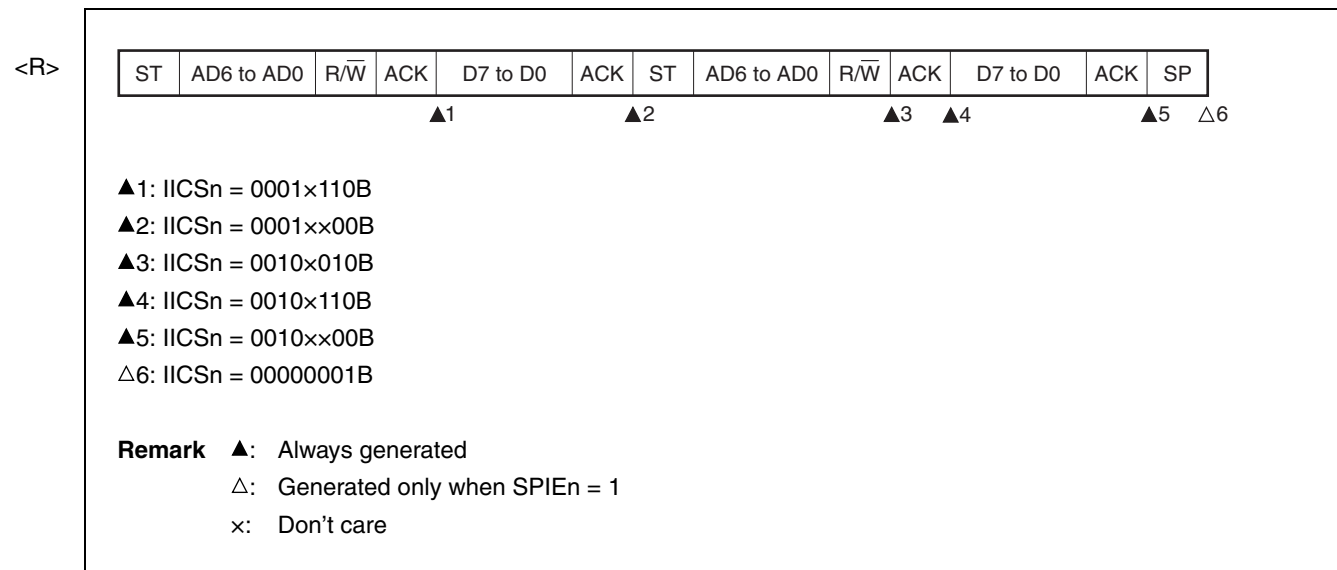 <R>
ST AD6 to AD0 R/W̅ ACK D7 to D0 ACK ST AD6 to AD0 R/W̅ ACK D7 to D0 ACK SP
▲1 ▲2 ▲3 ▲4 ▲5 △6
▲1: IICSn = 0001×110B
▲2: IICSn = 0001××00B
▲3: IICSn = 0010×010B
▲4: IICSn = 0010×110B
▲5: IICSn = 0010××00B
△6: IICSn = 00000001B
Remark ▲: Always generated
△: Generated only when SPIEn = 1
×: Don't care